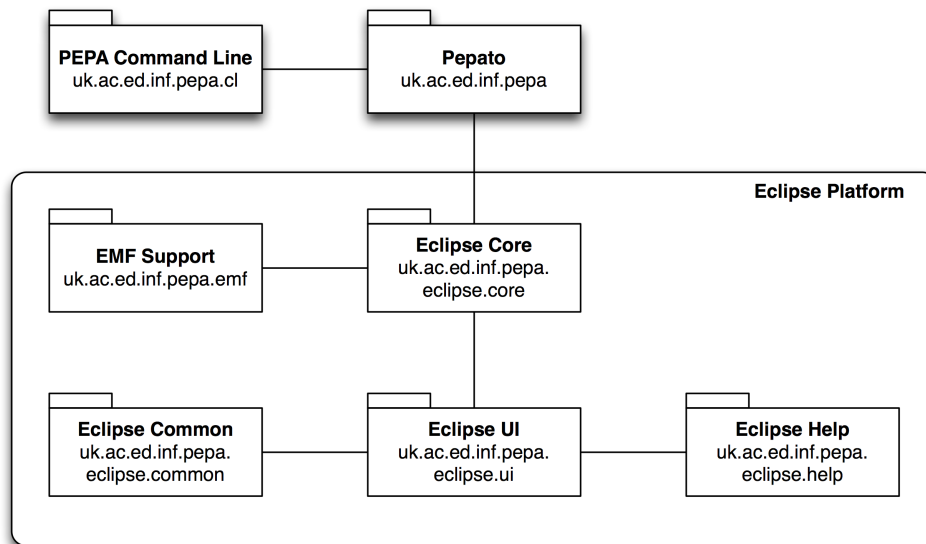 PEPA Command Line
uk.ac.ed.inf.pepa.cl
Pepato
uk.ac.ed.inf.pepa
Eclipse Platform
EMF Support
uk.ac.ed.inf.pepa.emf
Eclipse Core
uk.ac.ed.inf.pepa.
eclipse.core
Eclipse Common
uk.ac.ed.inf.pepa.
eclipse.common
Eclipse UI
uk.ac.ed.inf.pepa.
eclipse.ui
Eclipse Help
uk.ac.ed.inf.pepa.
eclipse.help